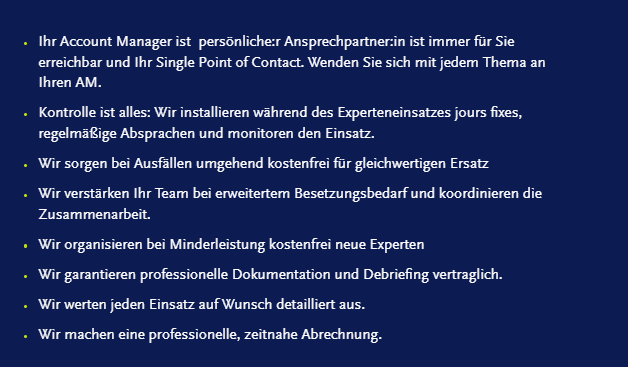 Ihr Account Manager ist  persönliche:r Ansprechpartner:in ist immer für Sie
erreichbar und Ihr Single Point of Contact. Wenden Sie sich mit jedem Thema an
Ihren AM.
Kontrolle ist alles: Wir installieren während des Experteneinsatzes jours fixes,
regelmäßige Absprachen und monitoren den Einsatz.
Wir sorgen bei Ausfällen umgehend kostenfrei für gleichwertigen Ersatz
Wir verstärken Ihr Team bei erweitertem Besetzungsbedarf und koordinieren die
Zusammenarbeit.
Wir organisieren bei Minderleistung kostenfrei neue Experten
Wir garantieren professionelle Dokumentation und Debriefing vertraglich.
Wir werten jeden Einsatz auf Wunsch detailliert aus.
Wir machen eine professionelle, zeitnahe Abrechnung.